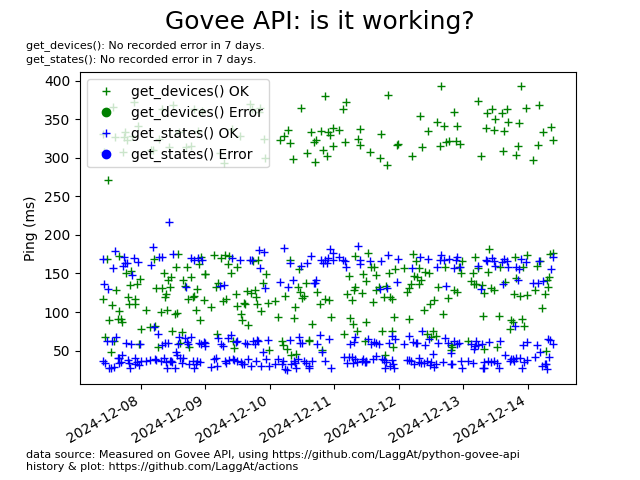 Govee API: is it working?
get_devices(): No recorded error in 7 days.
get_states(): No recorded error in 7 days.
get_devices() OK
get_devices() Error
get_states() OK
get_states() Error
Ping (ms)
400
350
300
250
200
150
100
50
2024-12-08
2024-12-09
2024-12-10
2024-12-11
2024-12-12
2024-12-13
2024-12-14
data source: Measured on Govee API, using https://github.com/LaggAt/python-govee-api
history & plot: https://github.com/LaggAt/actions